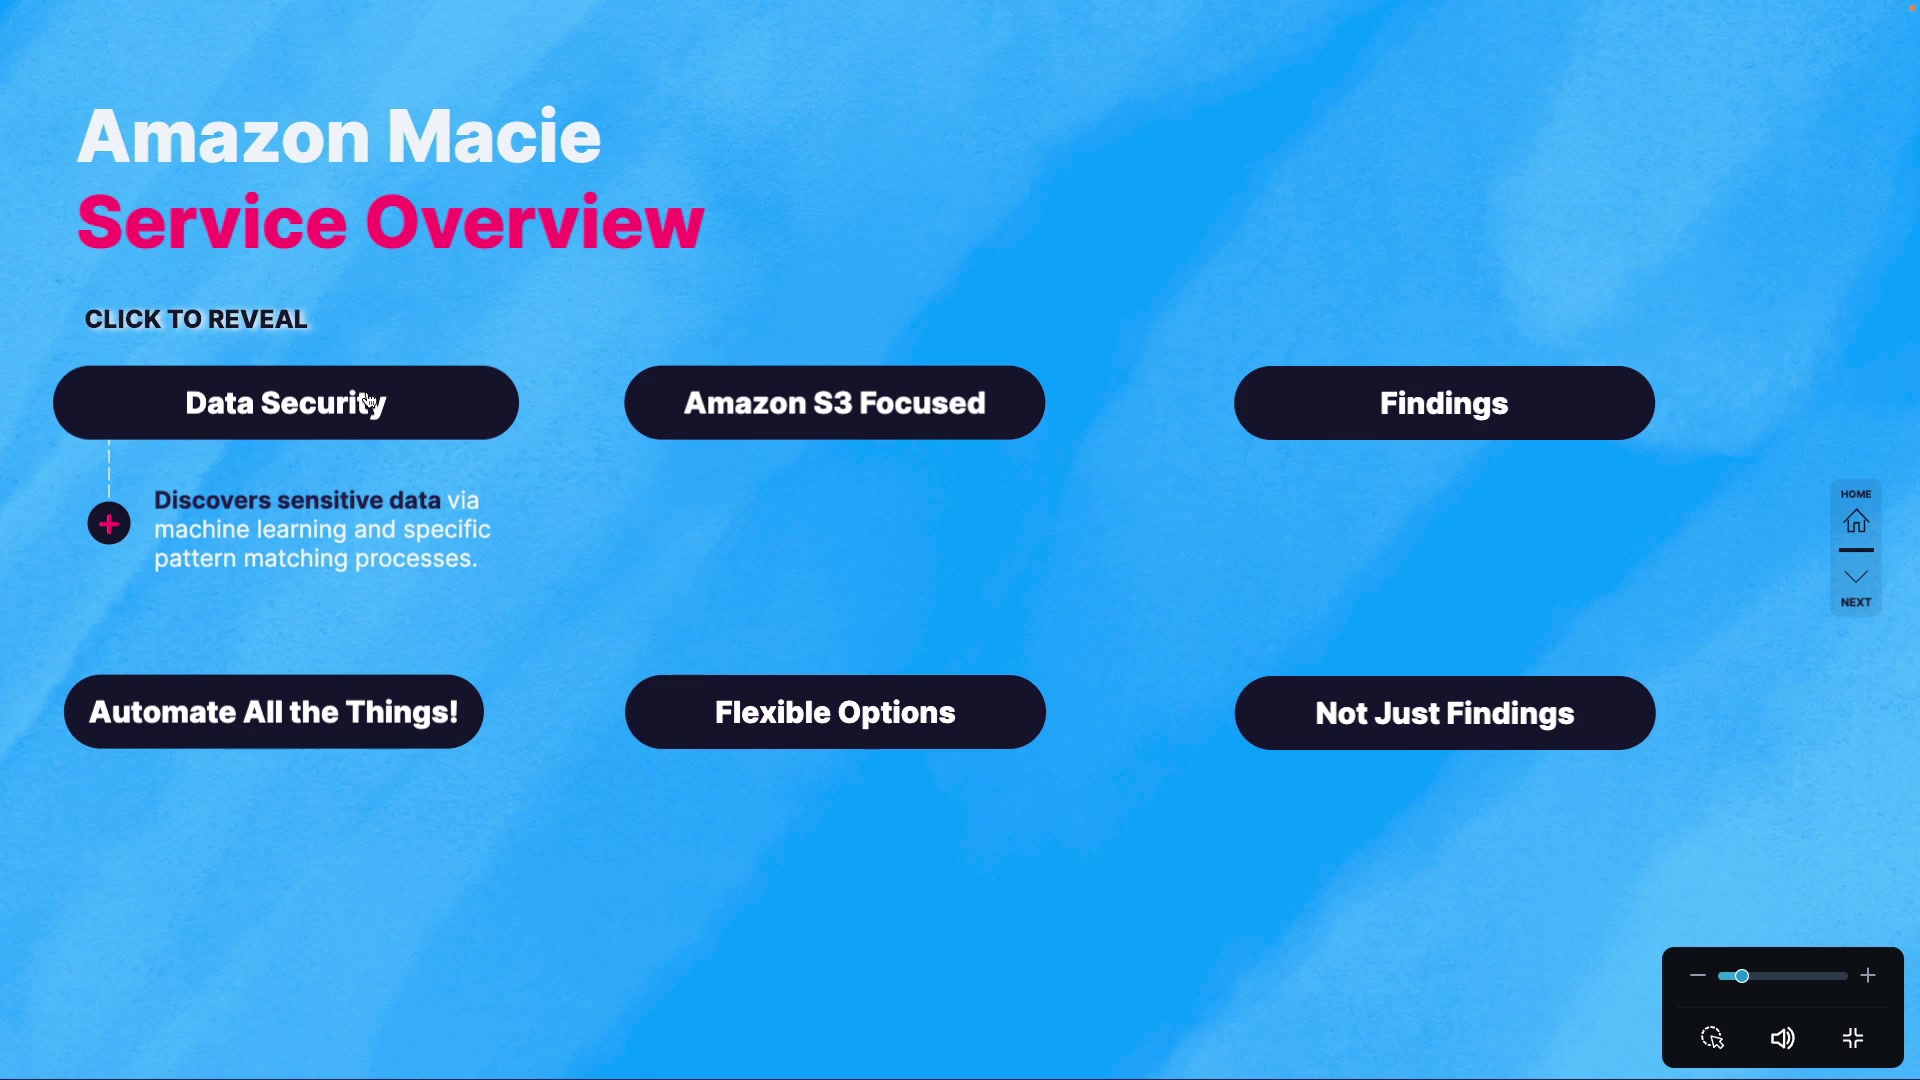 Amazon Macie
Service Overview
CLICK TO REVEAL
Data Security
Amazon S3 Focused
Findings
Discovers sensitive data via
machine learning and specific
pattern matching processes.
HOME
NEXT
Automate All the Things!
Flexible Options
Not Just Findings